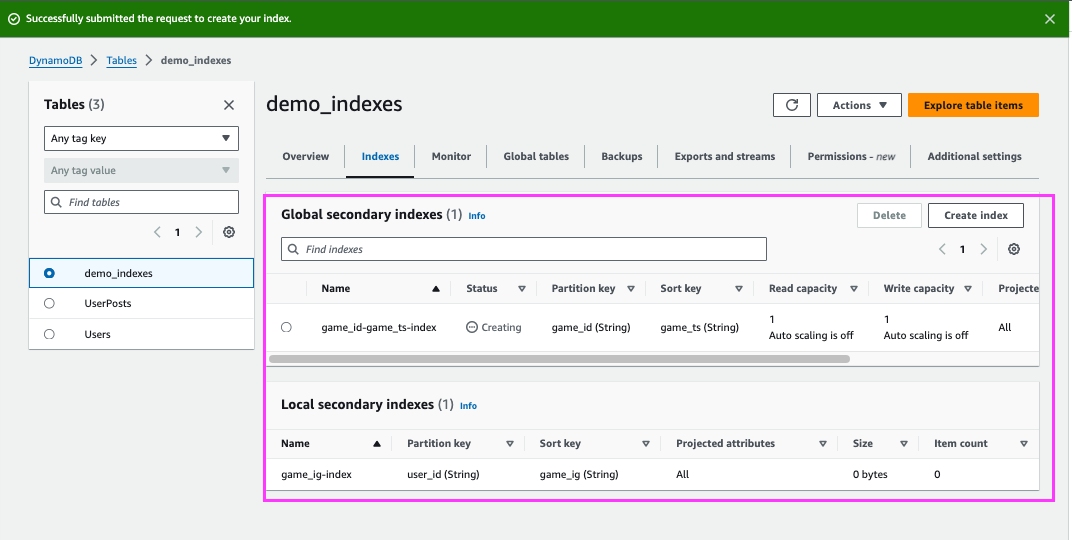 Successfully submitted the request to create your index.
DynamoDB > Tables > demo_indexes
Tables (3)
Any tag key
Any tag value
Find tables
1
demo_indexes
UserPosts
Users
demo_indexes
Actions
Explore table items
Overview
Indexes
Monitor
Global tables
Backups
Exports and streams
Permissions - new
Additional settings
Global secondary indexes (1) Info
Delete
Create index
Find indexes
1
Name Status Partition key Sort key Read capacity Write capacity Projecte
game_id-game_ts-index Creating game_id (String) game_ts (String) 1 1 All
Auto scaling is off Auto scaling is off
Local secondary indexes (1) Info
Name Partition key Sort key Projected attributes Size Item count
game_ig-index user_id (String) game_ig (String) All 0 bytes 0